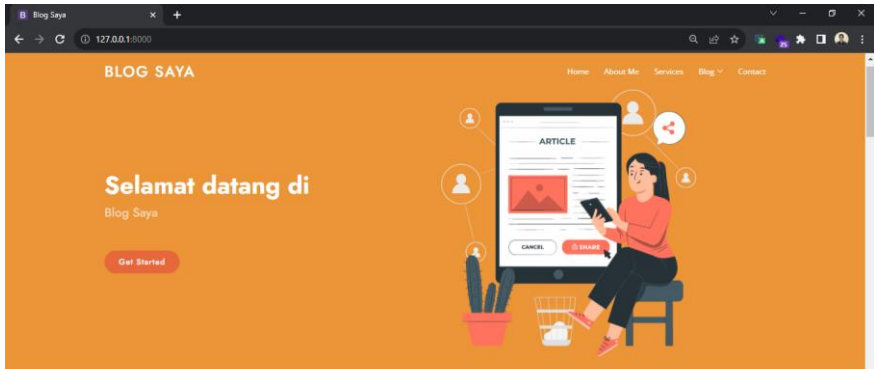 B Blog Saya
127.0.0.1:8000
25
BLOG SAYA
Home About Me Services Blog Contact
ARTICLE
Selamat datang di
Blog Saya
CANCEL SHARE
Get Started